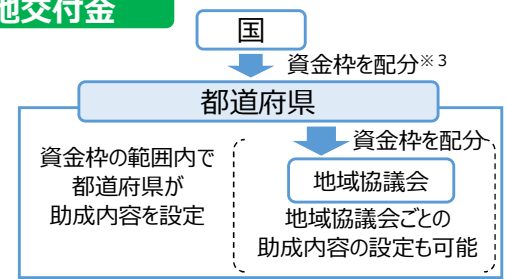 地交付金
国
資金枠を配分※3
都道府県
資金枠を配分
資金枠の範囲内で
都道府県が
助成内容を設定
地域協議会
地域協議会ごとの
助成内容の設定も可能